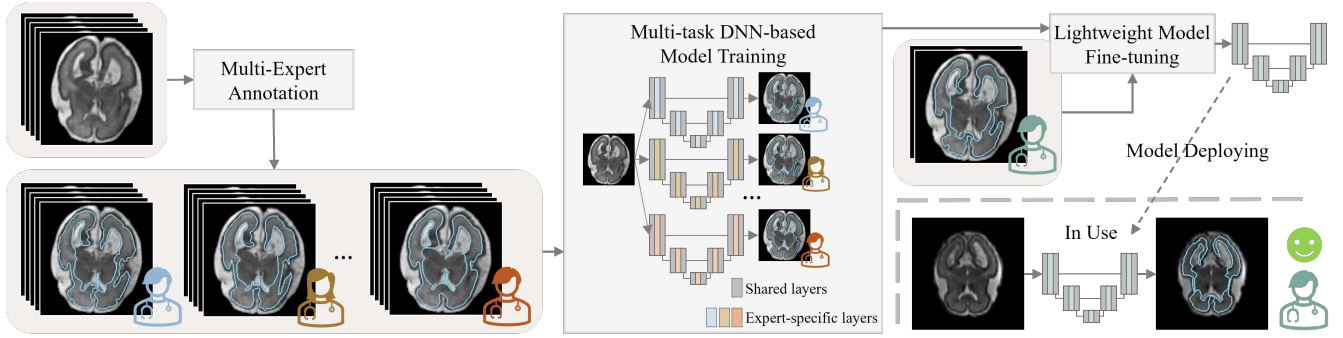 Multi-Expert
Annotation
...
Multi-task DNN-based
Model Training
...
Shared layers
Expert-specific layers
Lightweight Model
Fine-tuning
Model Deploying
In Use